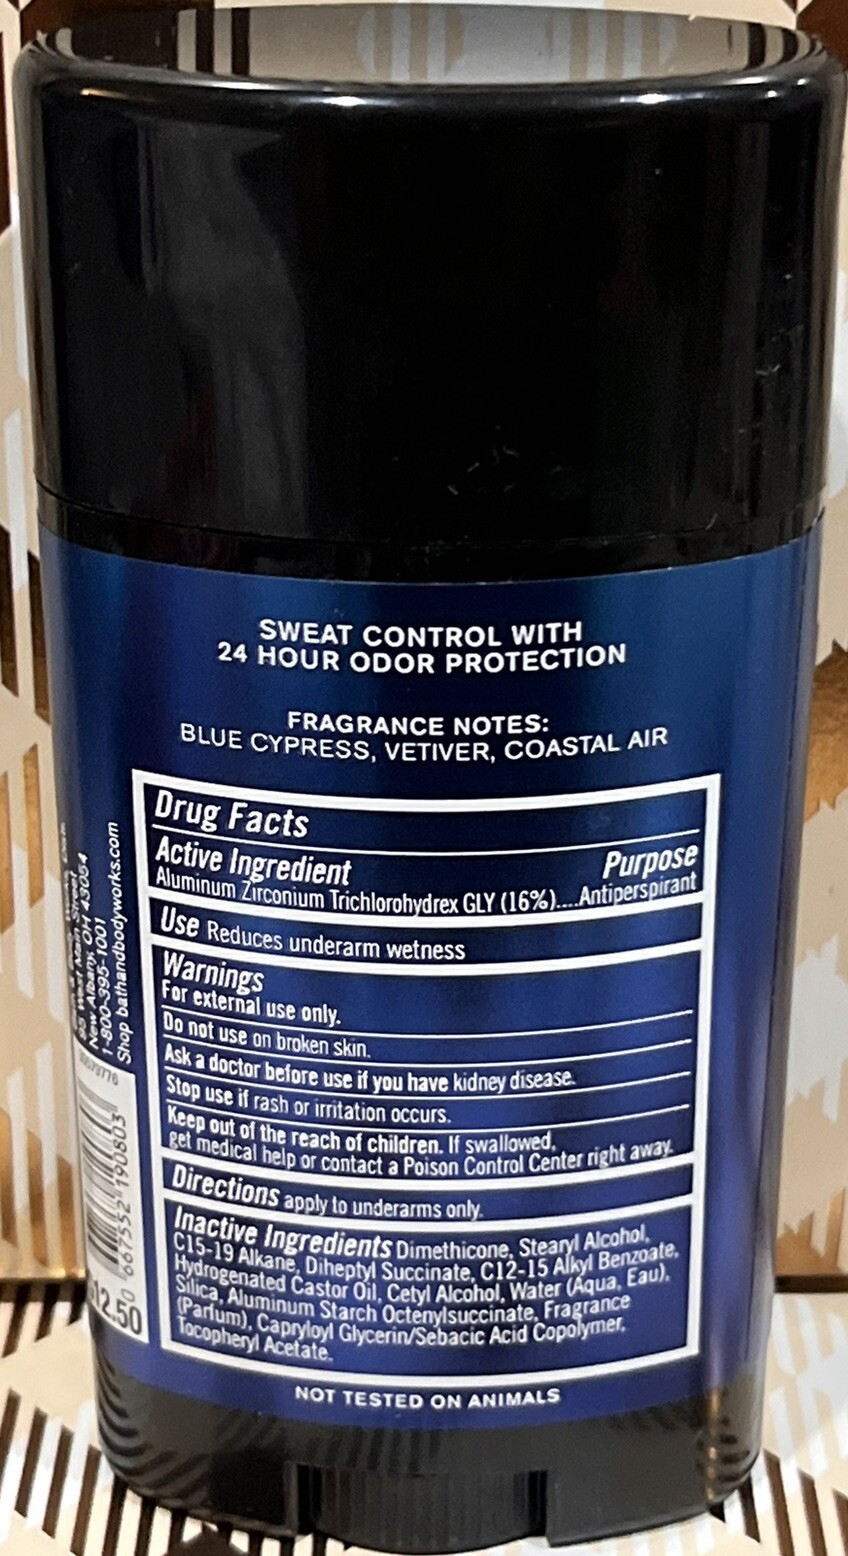 SWEAT CONTROL WITH
24 HOUR ODOR PROTECTION
FRAGRANCE NOTES:
BLUE CYPRESS, VETIVER, COASTAL AIR
Drug Facts
Active Ingredient Purpose
Aluminum Zirconium Trichlorohydrex GLY (16%)....Antiperspirant
Use Reduces underarm wetness
Warnings
For external use only.
Do not use on broken skin.
Ask a doctor before use if you have kidney disease.
Stop use if rash or irritation occurs.
Keep out of the reach of children. If swallowed,
get medical help or contact a Poison Control Center right away.
Directions apply to underarms only.
Inactive Ingredients Dimethicone, Stearyl Alcohol,
C15-19 Alkane, Diheptyl Succinate, C12-15 Alkyl Benzoate,
Hydrogenated Castor Oil, Cetyl Alcohol, Water (Aqua, Eau),
Silica, Aluminum Starch Octenylsuccinate, Fragrance
(Parfum), Capryloyl Glycerin/Sebacic Acid Copolymer,
Tocopheryl Acetate.
NOT TESTED ON ANIMALS
West Main Street
New Albany, OH 43054
1-800-395-1001
Shop bathandbodyworks.com
0 667552 190803
12.50